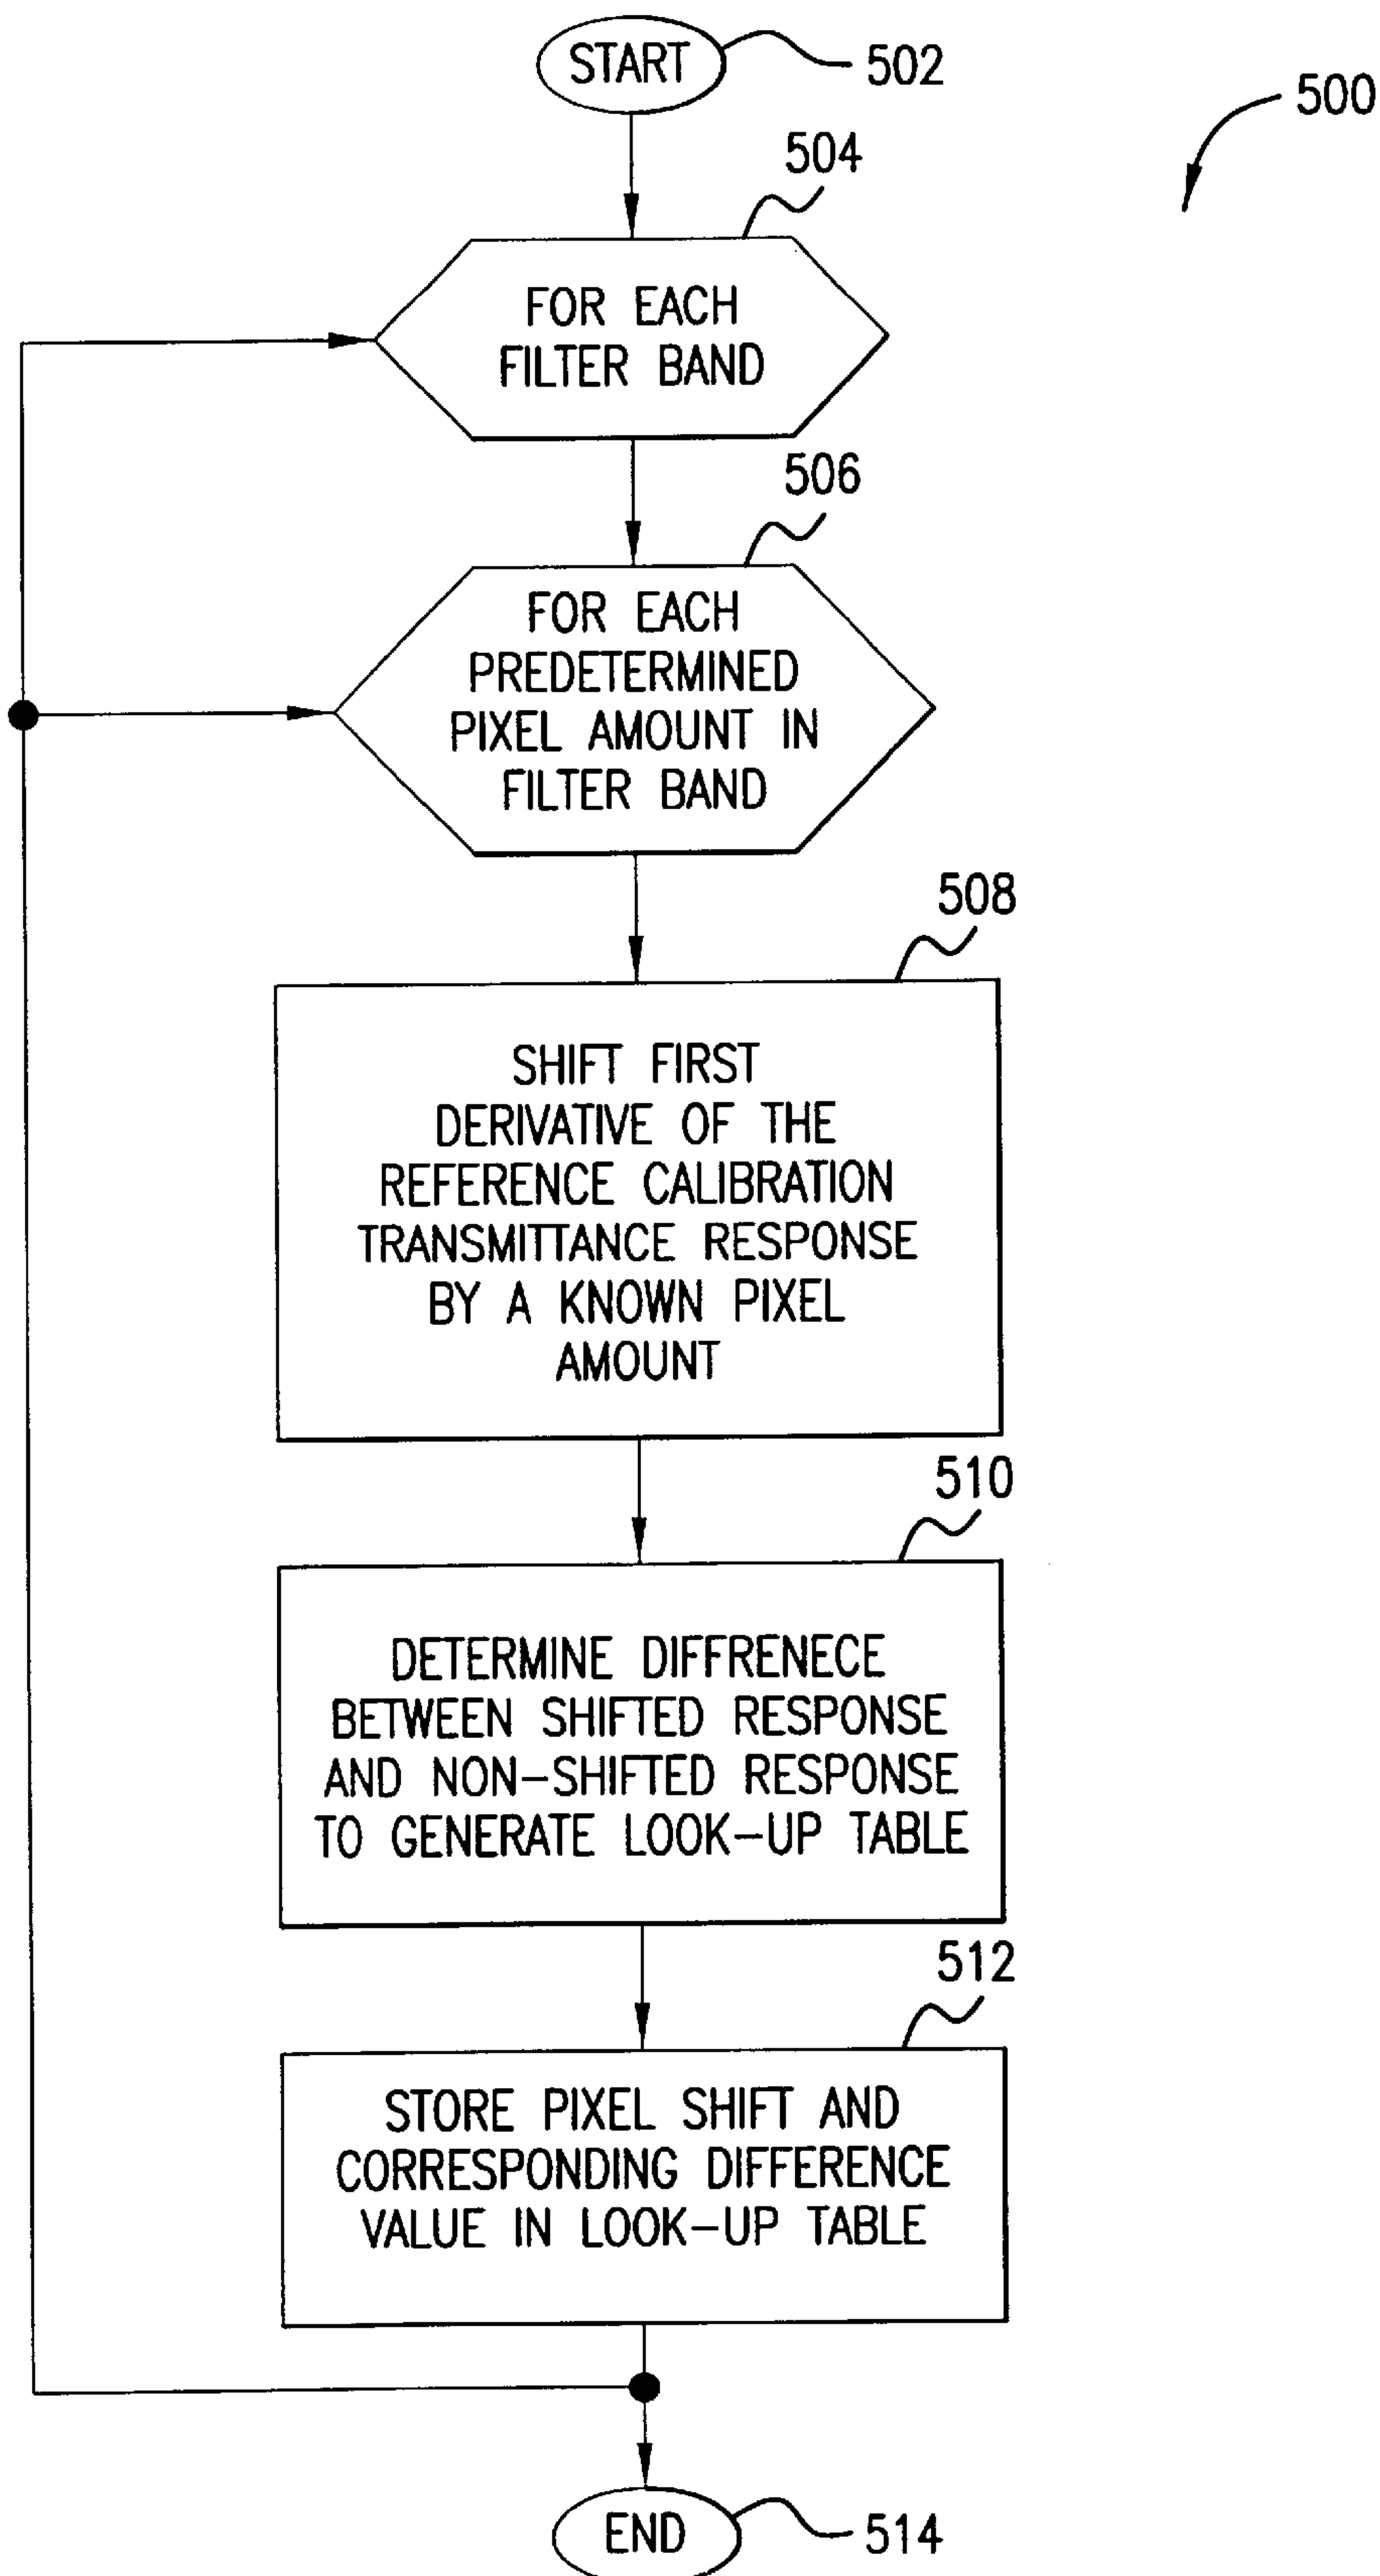 START
502
500
504
FOR EACH
FILTER BAND
506
FOR EACH
PREDETERMINED
PIXEL AMOUNT IN
FILTER BAND
508
SHIFT FIRST
DERIVATIVE OF THE
REFERENCE CALIBRATION
TRANSMITTANCE RESPONSE
BY A KNOWN PIXEL
AMOUNT
510
DETERMINE DIFFRENECE
BETWEEN SHIFTED RESPONSE
AND NON-SHIFTED RESPONSE
TO GENERATE LOOK-UP TABLE
512
STORE PIXEL SHIFT AND
CORRESPONDING DIFFERENCE
VALUE IN LOOK-UP TABLE
END
514